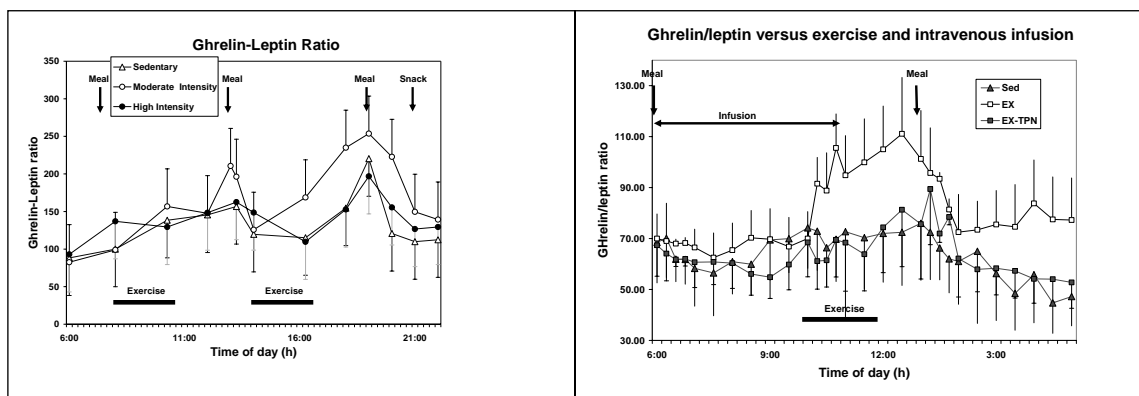 Ghrelin-Leptin Ratio
350
300
250
200
150
100
50
0
Ghrelin-Leptin ratio
Sedentary
Moderate Intensity
High Intensity
Meal
Meal
Meal
Snack
Exercise
Exercise
6:00
11:00
16:00
21:00
Time of day (h)
Ghrelin/leptin versus exercise and intravenous infusion
130.00
110.00
90.00
70.00
50.00
30.00
GHrelin/leptin ratio
Meal
Meal
Infusion
Sed
EX
EX-TPN
Exercise
6:00
9:00
12:00
3:00
Time of day (h)